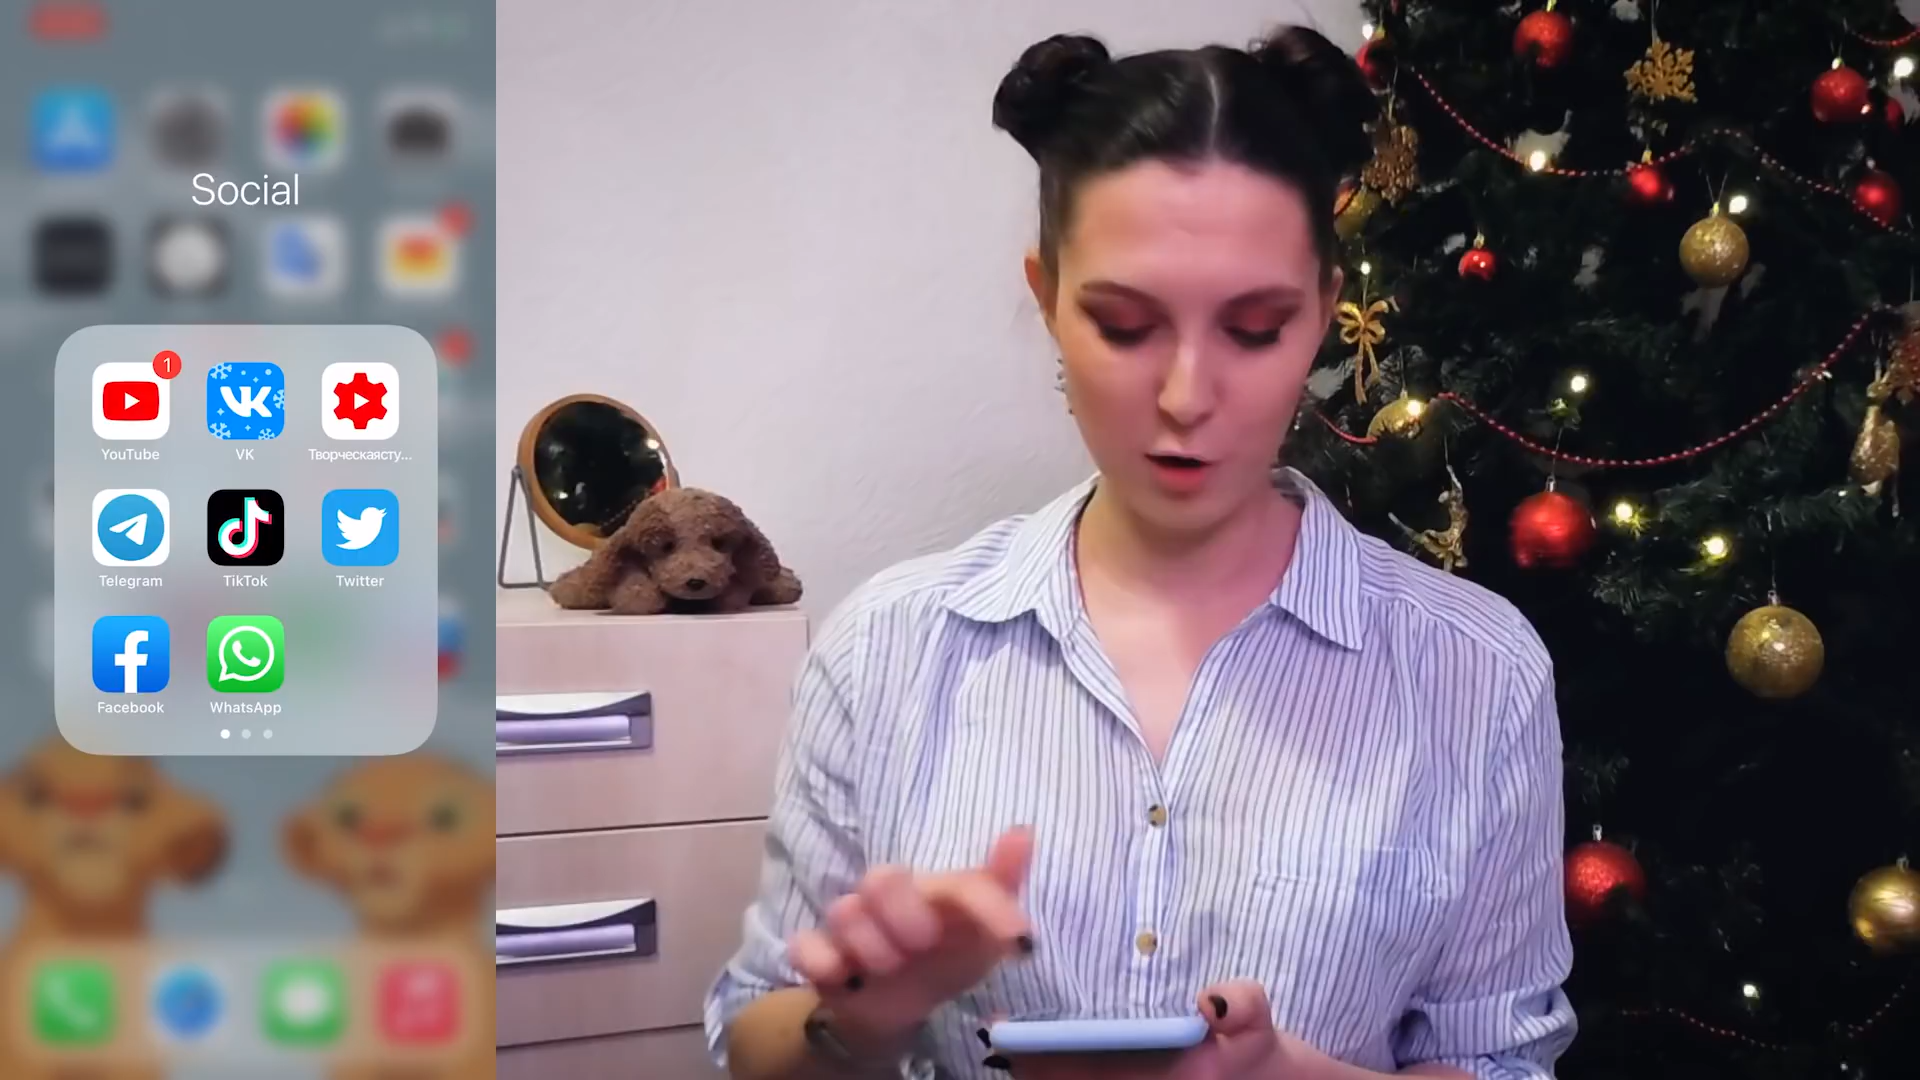 Social
1
YouTube
VK
Творческаясту...
Telegram
TikTok
Twitter
Facebook
WhatsApp